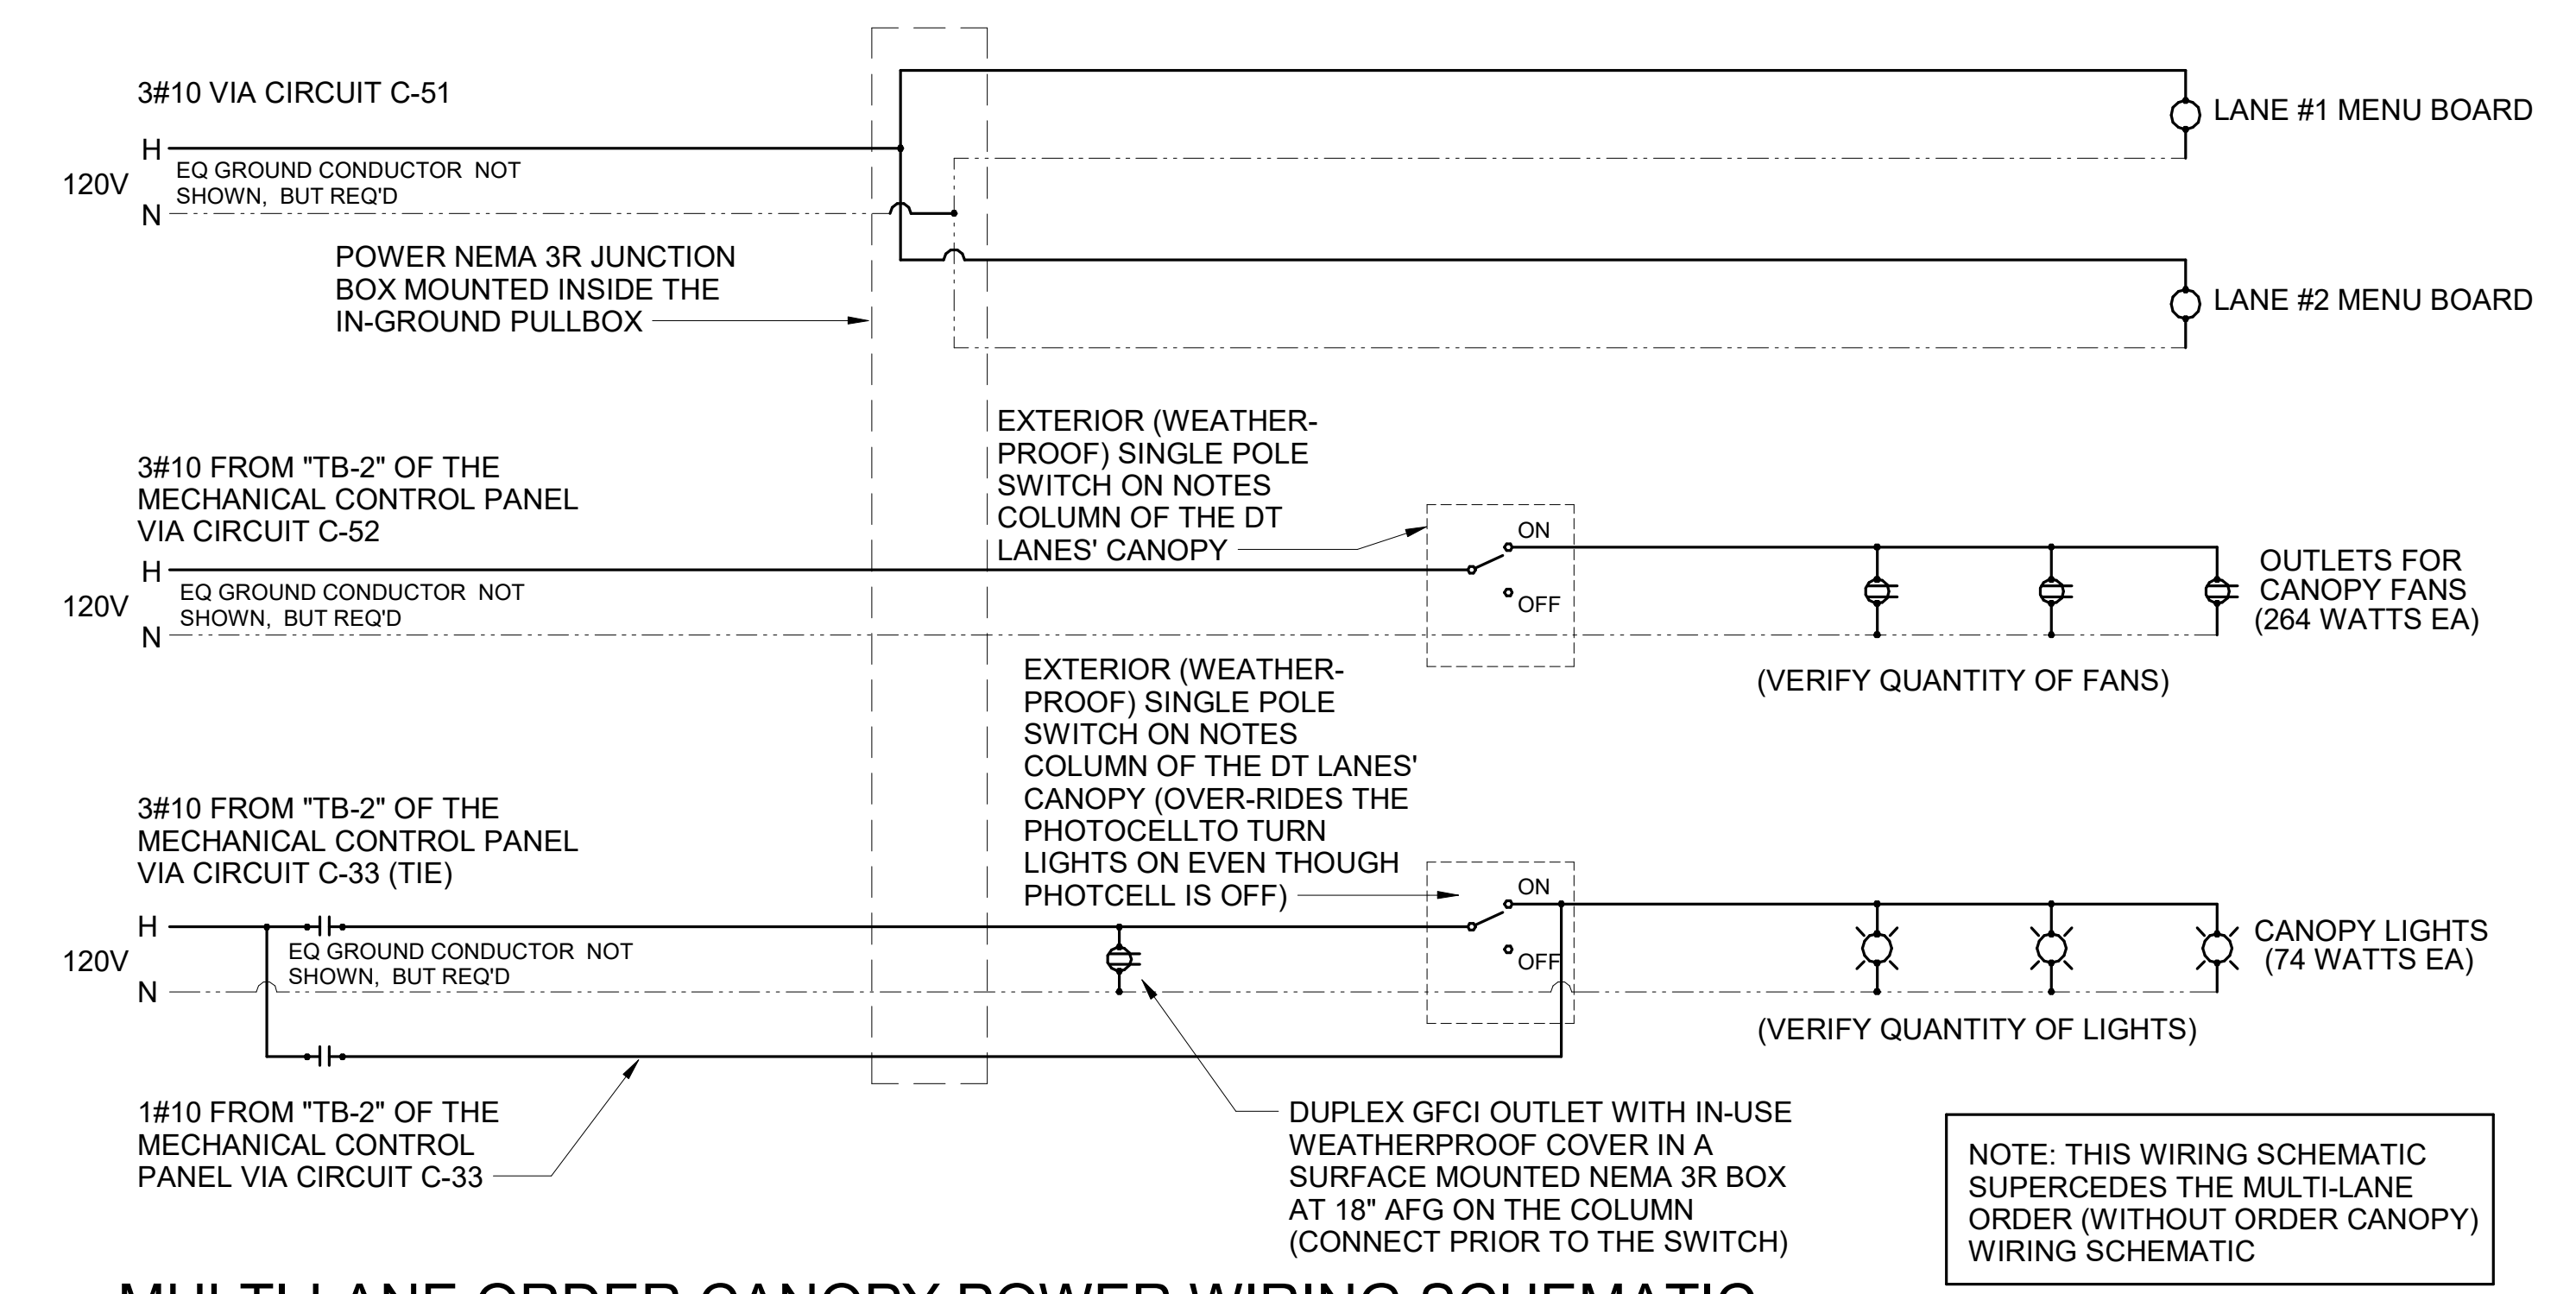 3#10 VIA CIRCUIT C-51
H
120V
EQ GROUND CONDUCTOR NOT
SHOWN, BUT REQ'D
N
LANE #1 MENU BOARD
POWER NEMA 3R JUNCTION
BOX MOUNTED INSIDE THE
IN-GROUND PULLBOX
LANE #2 MENU BOARD
3#10 FROM "TB-2" OF THE
MECHANICAL CONTROL PANEL
VIA CIRCUIT C-52
H
120V
EQ GROUND CONDUCTOR NOT
SHOWN, BUT REQ'D
N
EXTERIOR (WEATHER-
PROOF) SINGLE POLE
SWITCH ON NOTES
COLUMN OF THE DT
LANES' CANOPY
ON
OFF
OUTLETS FOR
CANOPY FANS
(264 WATTS EA)
(VERIFY QUANTITY OF FANS)
EXTERIOR (WEATHER-
PROOF) SINGLE POLE
SWITCH ON NOTES
COLUMN OF THE DT LANES'
CANOPY (OVER-RIDES THE
PHOTOCELLTO TURN
LIGHTS ON EVEN THOUGH
PHOTCELL IS OFF)
3#10 FROM "TB-2" OF THE
MECHANICAL CONTROL PANEL
VIA CIRCUIT C-33 (TIE)
H
120V
EQ GROUND CONDUCTOR NOT
SHOWN, BUT REQ'D
N
ON
OFF
CANOPY LIGHTS
(74 WATTS EA)
(VERIFY QUANTITY OF LIGHTS)
1#10 FROM "TB-2" OF THE
MECHANICAL CONTROL
PANEL VIA CIRCUIT C-33
DUPLEX GFCI OUTLET WITH IN-USE
WEATHERPROOF COVER IN A
SURFACE MOUNTED NEMA 3R BOX
AT 18" AFG ON THE COLUMN
(CONNECT PRIOR TO THE SWITCH)
NOTE: THIS WIRING SCHEMATIC
SUPERCEDES THE MULTI-LANE
ORDER (WITHOUT ORDER CANOPY)
WIRING SCHEMATIC
MULTI-LANE ORDER CANOPY POWER WIRING SCHEMATIC